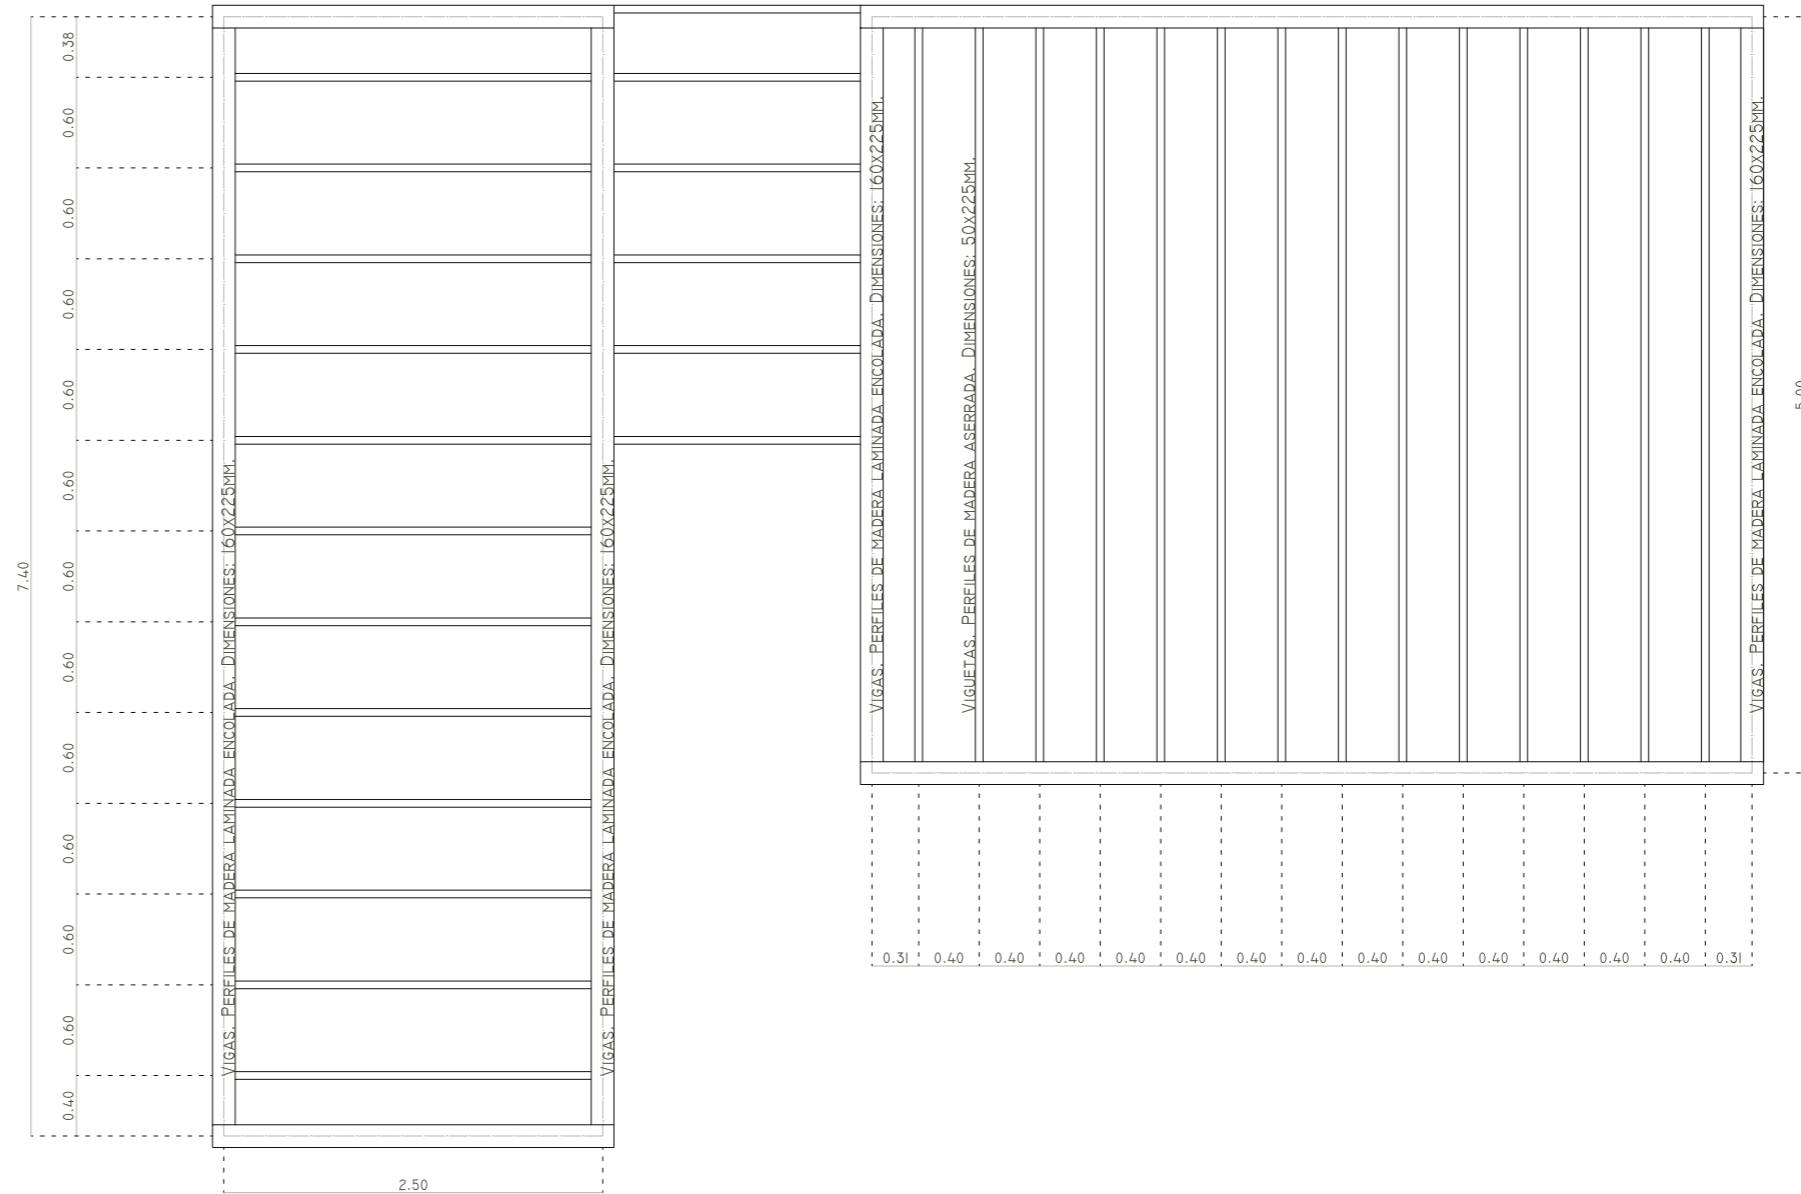 0.38
0.60
0.60
0.60
0.60
0.60
0.60
0.60
0.60
0.60
0.60
0.60
0.40
7.40
2.50
VIGAS. PERFILES DE MADERA LAMINADA ENCOLADA. DIMENSIONES: 160X225MM.
VIGAS. PERFILES DE MADERA LAMINADA ENCOLADA. DIMENSIONES: 160X225MM.
VIGAS. PERFILES DE MADERA LAMINADA ENCOLADA. DIMENSIONES: 160X225MM.
VIGUETAS. PERFILES DE MADERA ASERRADA. DIMENSIONES: 50X225MM.
VIGAS. PERFILES DE MADERA LAMINADA ENCOLADA. DIMENSIONES: 160X225MM.
0.31 0.40 0.40 0.40 0.40 0.40 0.40 0.40 0.40 0.40 0.40 0.40 0.40 0.40 0.31